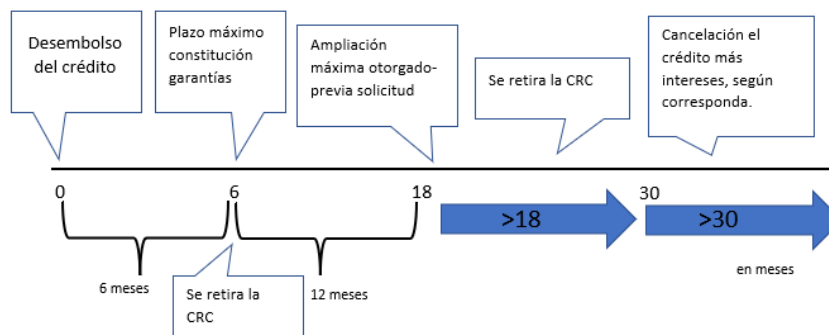 Desembolso
del crédito
Plazo máximo
constitución
garantías
Ampliación
máxima otorgado-
previa solicitud
Se retira la CRC
Cancelación el
crédito más
intereses, según
corresponda.
0
6
18
30
>18
>30
6 meses
Se retira la
CRC
12 meses
en meses